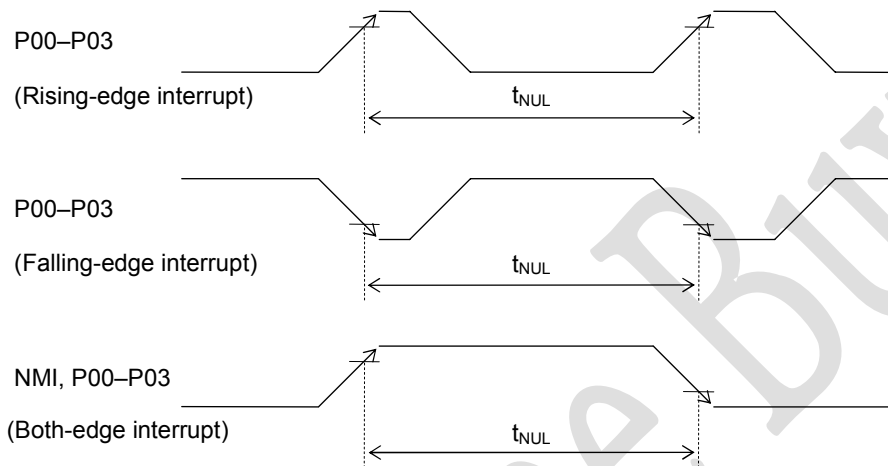 P00–P03
(Rising-edge interrupt)
tNUL
P00–P03
(Falling-edge interrupt)
tNUL
NMI, P00–P03
(Both-edge interrupt)
tNUL